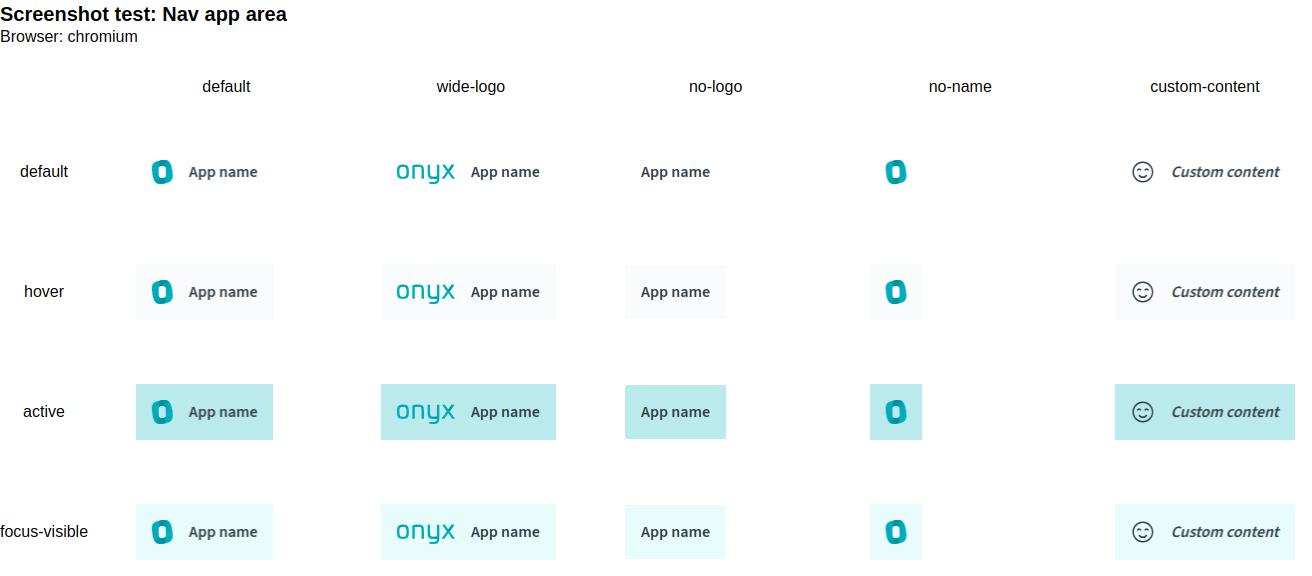 Screenshot test: Nav app area
Browser: chromium
default wide-logo no-logo no-name custom-content
default App name onyx App name App name Custom content
hover App name onyx App name App name Custom content
active App name onyx App name App name Custom content
focus-visible App name onyx App name App name Custom content